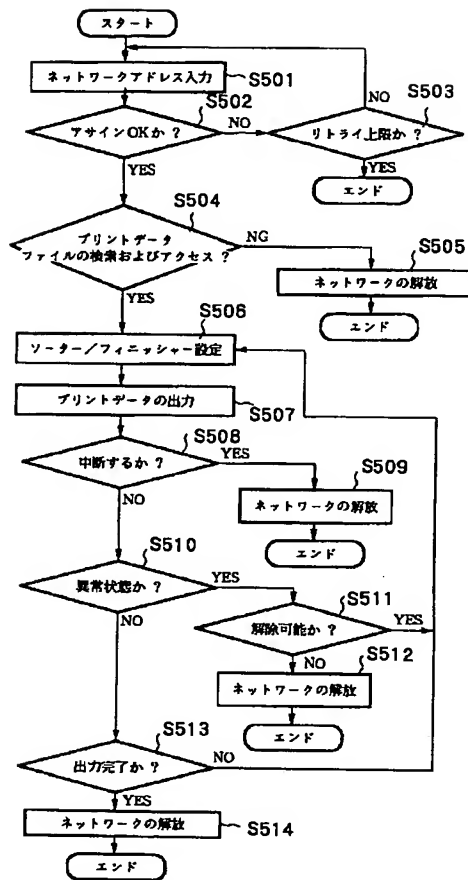 スタート
ネットワークアドレス入力
S501
S502
アサインOKか ?
NO
NO
S503
リトライ上限か ?
YES
エンド
YES
S504
プリントデータ
ファイルの検索およびアクセス ?
NG
S505
ネットワークの解放
エンド
YES
S506
ソーター/フィニッシャー設定
プリントデータの出力
S507
S508
中断するか ?
YES
S509
ネットワークの解放
エンド
NO
S510
異常状態か ?
YES
S511
解除可能か ?
YES
NO
NO
S512
ネットワークの解放
エンド
S513
出力完了か ?
NO
YES
ネットワークの解放
S514
エンド